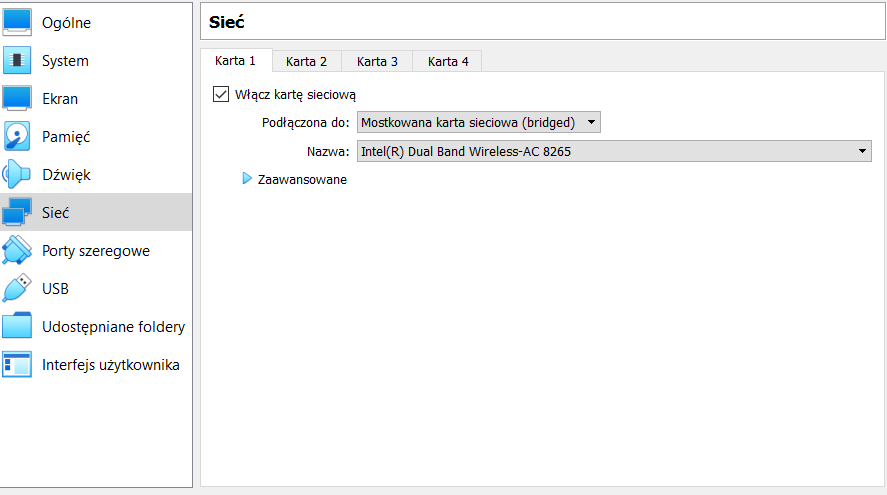 Ogólne
System
Ekran
Pamięć
Dźwięk
Sieć
Porty szeregowe
USB
Udostępniane foldery
Interfejs użytkownika
Sieć
Karta 1 Karta 2 Karta 3 Karta 4
Włącz kartę sieciową
Podłączona do: Mostkowana karta sieciowa (bridged)
Nazwa: Intel(R) Dual Band Wireless-AC 8265
Zaawansowane